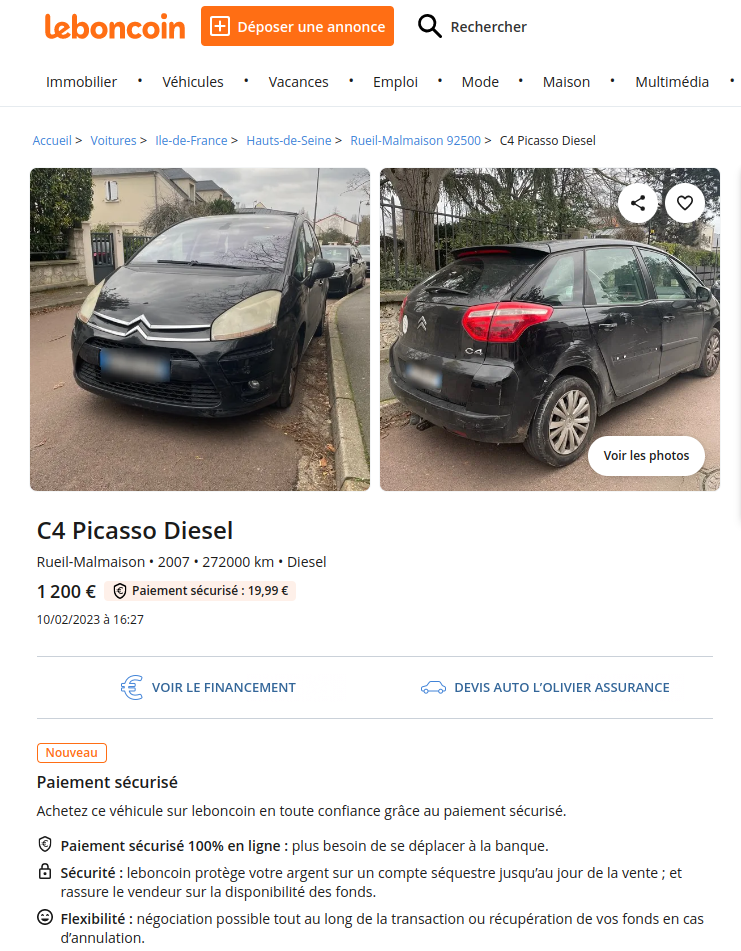 leboncoin
Déposer une annonce
Rechercher
Immobilier • Véhicules • Vacances • Emploi • Mode • Maison • Multimédia •
Accueil > Voitures > Ile-de-France > Hauts-de-Seine > Rueil-Malmaison 92500 > C4 Picasso Diesel
C4
Voir les photos
C4 Picasso Diesel
Rueil-Malmaison • 2007 • 272000 km • Diesel
1 200 € Paiement sécurisé : 19,99 €
10/02/2023 à 16:27
VOIR LE FINANCEMENT
DEVIS AUTO L’OLIVIER ASSURANCE
Nouveau
Paiement sécurisé
Achetez ce véhicule sur leboncoin en toute confiance grâce au paiement sécurisé.
Paiement sécurisé 100% en ligne : plus besoin de se déplacer à la banque.
Sécurité : leboncoin protège votre argent sur un compte séquestre jusqu’au jour de la vente ; et
rassure le vendeur sur la disponibilité des fonds.
Flexibilité : négociation possible tout au long de la transaction ou récupération de vos fonds en cas
d’annulation.